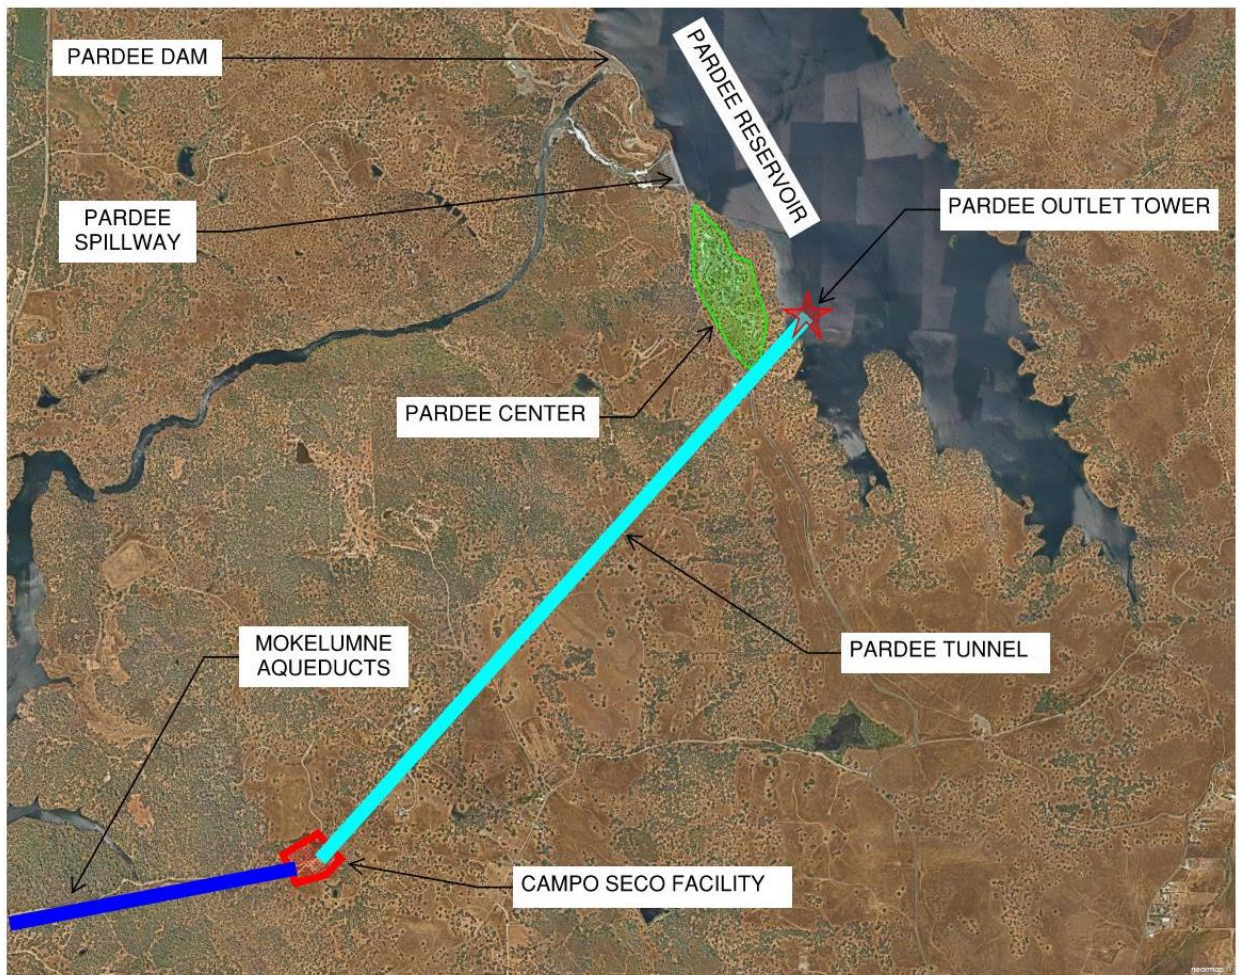 PARDEE DAM
PARDEE RESERVOIR
PARDEE
SPILLWAY
PARDEE OUTLET TOWER
PARDEE CENTER
MOKELUMNE
AQUEDUCTS
PARDEE TUNNEL
CAMPO SECO FACILITY
nearmap